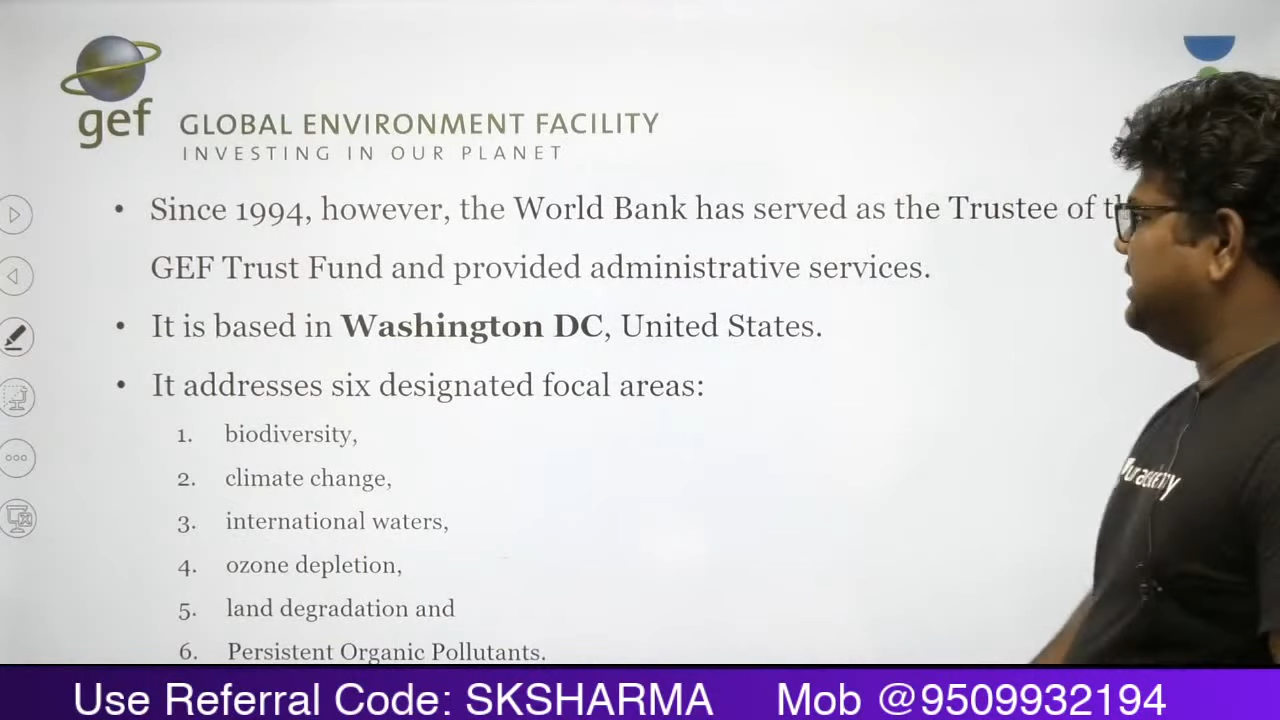 gef
GLOBAL ENVIRONMENT FACILITY
INVESTING IN OUR PLANET
• Since 1994, however, the World Bank has served as the Trustee of
GEF Trust Fund and provided administrative services.
• It is based in Washington DC, United States.
• It addresses six designated focal areas:
1. biodiversity,
2. climate change,
3. international waters,
4. ozone depletion,
5. land degradation and
6. Persistent Organic Pollutants.
Use Referral Code: SKSHARMA Mob @9509932194